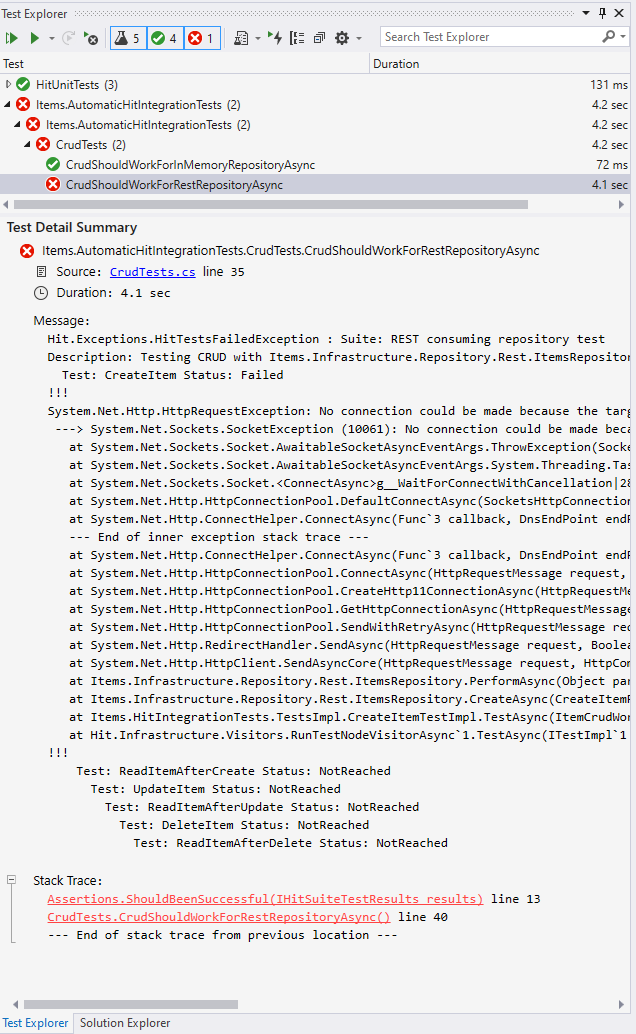 Test Explorer
5 4 1 Search Test Explorer
Test Duration
HitUnitTests (3) 131 ms
Items.AutomaticHitIntegrationTests (2) 4.2 sec
Items.AutomaticHitIntegrationTests (2) 4.2 sec
CrudTests (2) 4.2 sec
CrudShouldWorkForInMemoryRepositoryAsync 72 ms
CrudShouldWorkForRestRepositoryAsync 4.1 sec
Test Detail Summary
Items.AutomaticHitIntegrationTests.CrudTests.CrudShouldWorkForRestRepositoryAsync
Source: CrudTests.cs line 35
Duration: 4.1 sec
Message:
Hit.Exceptions.HitTestsFailedException : Suite: REST consuming repository test
Description: Testing CRUD with Items.Infrastructure.Repository.Rest.ItemsRepositor
Test: CreateItem Status: Failed
!!!
System.Net.Http.HttpRequestException: No connection could be made because the targ
---> System.Net.Sockets.SocketException (10061): No connection could be made beca
at System.Net.Sockets.Socket.AwaitableSocketAsyncEventArgs.ThrowException(Socke
at System.Net.Sockets.Socket.AwaitableSocketAsyncEventArgs.System.Threading.Tas
at System.Net.Sockets.Socket.<ConnectAsync>g__WaitForConnectWithCancellation|28
at System.Net.Http.HttpConnectionPool.DefaultConnectAsync(SocketsHttpConnection
at System.Net.Http.ConnectHelper.ConnectAsync(Func`3 callback, DnsEndPoint endP
--- End of inner exception stack trace ---
at System.Net.Http.ConnectHelper.ConnectAsync(Func`3 callback, DnsEndPoint endP
at System.Net.Http.HttpConnectionPool.ConnectAsync(HttpRequestMessage request,
at System.Net.Http.HttpConnectionPool.CreateHttp11ConnectionAsync(HttpRequestMe
at System.Net.Http.HttpConnectionPool.GetHttpConnectionAsync(HttpRequestMessage
at System.Net.Http.HttpConnectionPool.SendWithRetryAsync(HttpRequestMessage req
at System.Net.Http.RedirectHandler.SendAsync(HttpRequestMessage request, Boolea
at System.Net.Http.HttpClient.SendAsyncCore(HttpRequestMessage request, HttpCom
at Items.Infrastructure.Repository.Rest.ItemsRepository.PerformAsync(Object par
at Items.Infrastructure.Repository.Rest.ItemsRepository.CreateAsync(CreateItemP
at Items.HitIntegrationTests.TestsImpl.CreateItemTestImpl.TestAsync(ItemCrudWor
at Hit.Infrastructure.Visitors.RunTestNodeVisitorAsync`1.TestAsync(ITestImpl`1
!!!
Test: ReadItemAfterCreate Status: NotReached
Test: UpdateItem Status: NotReached
Test: ReadItemAfterUpdate Status: NotReached
Test: DeleteItem Status: NotReached
Test: ReadItemAfterDelete Status: NotReached
Stack Trace:
Assertions.ShouldBeenSuccessful(IHitSuiteTestResults results) line 13
CrudTests.CrudShouldWorkForRestRepositoryAsync() line 40
--- End of stack trace from previous location ---
Test Explorer Solution Explorer